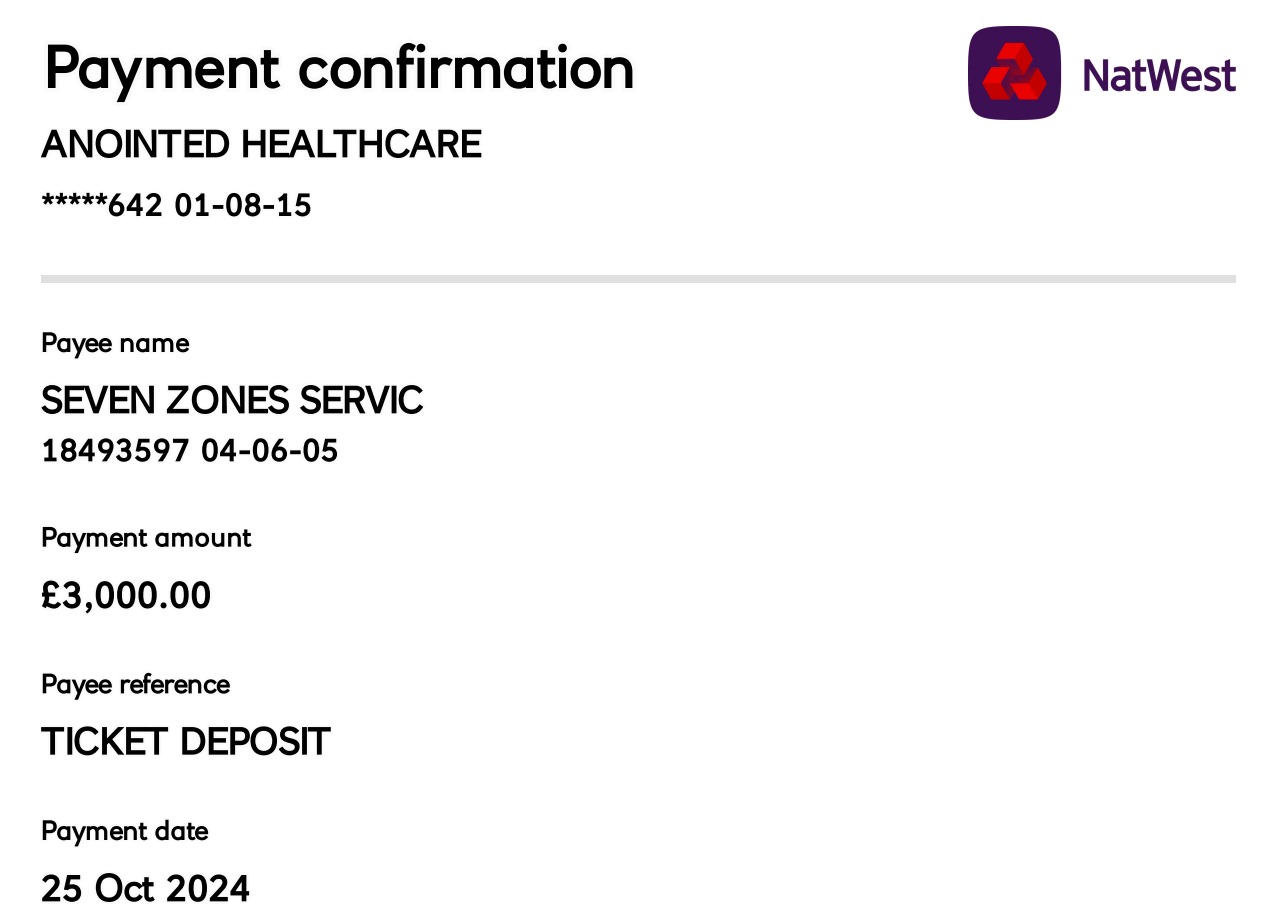 Payment confirmation
NatWest
ANOINTED HEALTHCARE
*****642 01-08-15
Payee name
SEVEN ZONES SERVIC
18493597 04-06-05
Payment amount
£3,000.00
Payee reference
TICKET DEPOSIT
Payment date
25 Oct 2024